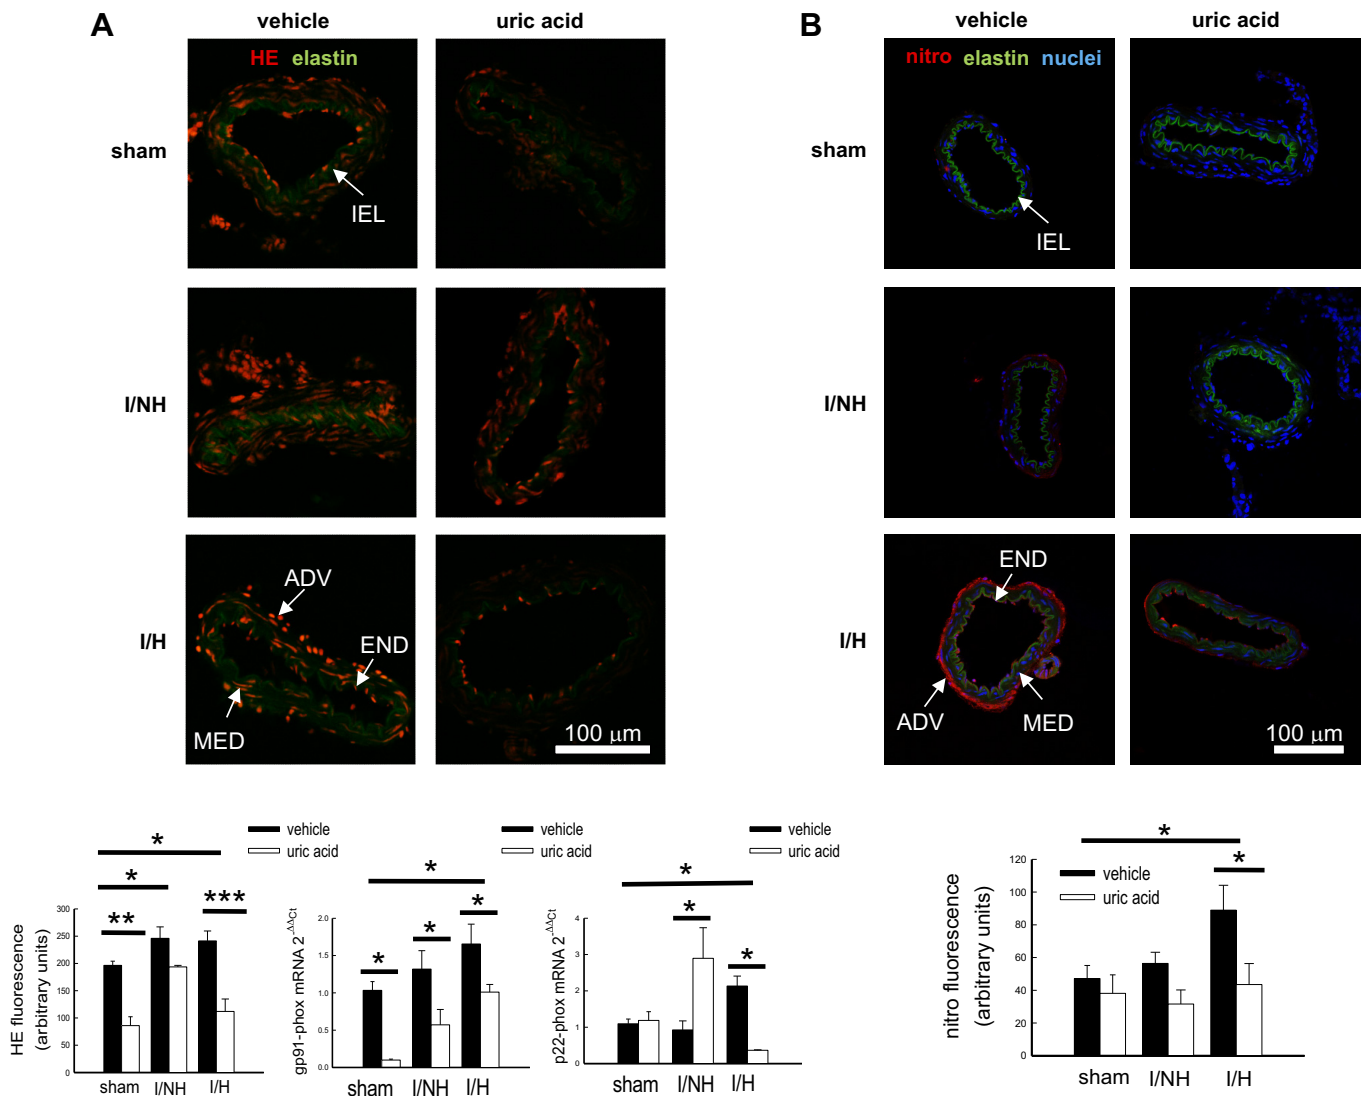 A
vehicle
uric acid
HE elastin
sham
IEL
I/NH
I/H
ADV
END
MED
100 μm
B
vehicle
uric acid
nitro elastin nuclei
sham
IEL
I/NH
I/H
END
ADV
MED
100 μm
vehicle
uric acid
*
*
**
***
HE fluorescence
(arbitrary units)
300
250
200
150
100
50
0
sham I/NH I/H
vehicle
uric acid
*
*
*
*
gp91-phox mRNA 2^-ΔΔCt
2.0
1.5
1.0
0.5
0.0
sham I/NH I/H
vehicle
uric acid
*
*
*
p22-phox mRNA 2^-ΔΔCt
4
3
2
1
0
sham I/NH I/H
*
*
vehicle
uric acid
nitro fluorescence
(arbitrary units)
120
100
80
60
40
20
0
sham I/NH I/H